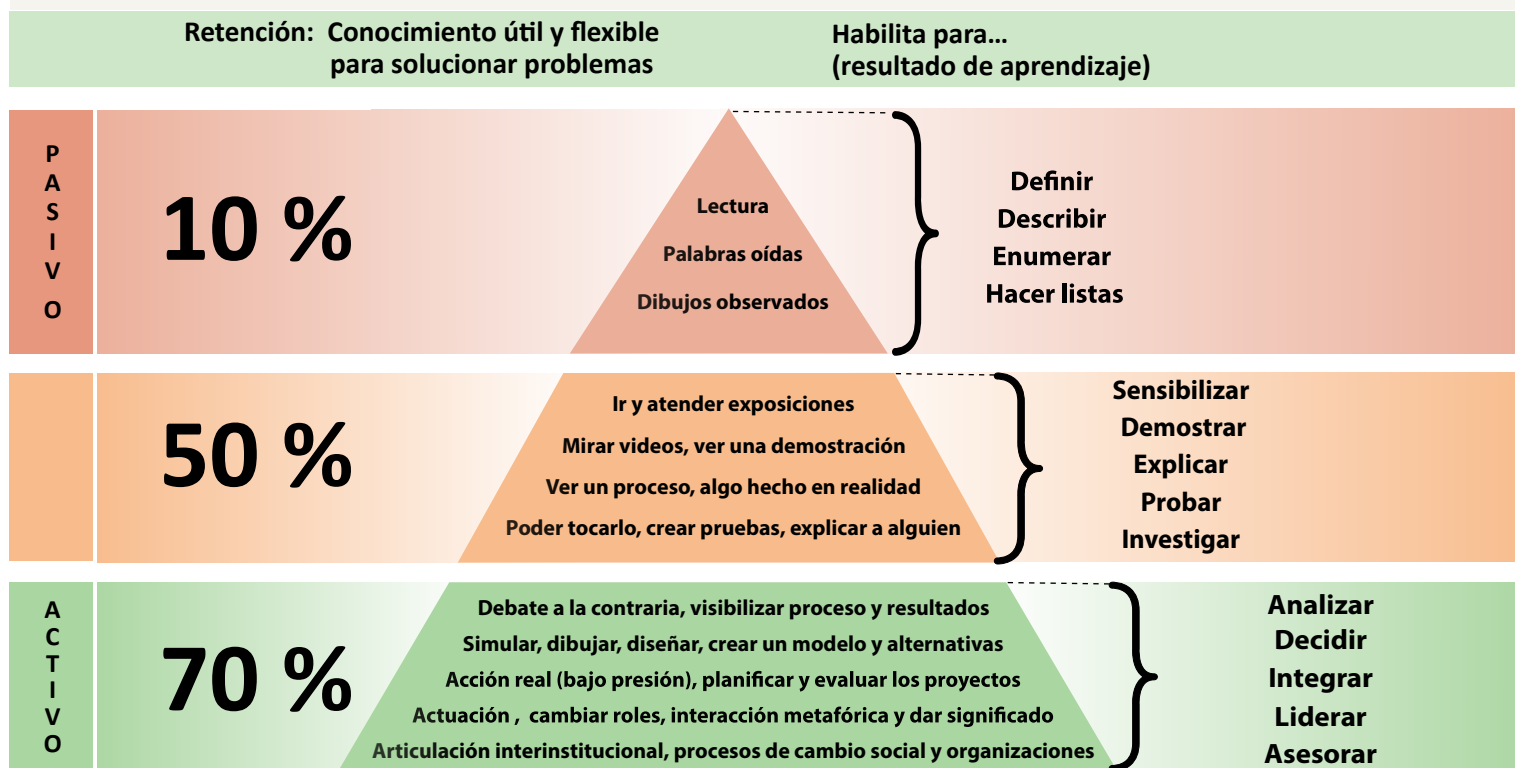 Retención: Conocimiento útil y flexible
para solucionar problemas
Habilita para...
(resultado de aprendizaje)
PASIVO
10 %
Lectura
Palabras oídas
Dibujos observados
Definir
Describir
Enumerar
Hacer listas
50 %
Ir y atender exposiciones
Mirar videos, ver una demostración
Ver un proceso, algo hecho en realidad
Poder tocarlo, crear pruebas, explicar a alguien
Sensibilizar
Demostrar
Explicar
Probar
Investigar
ACTIVO
70 %
Debate a la contraria, visibilizar proceso y resultados
Simular, dibujar, diseñar, crear un modelo y alternativas
Acción real (bajo presión), planificar y evaluar los proyectos
Actuación , cambiar roles, interacción metafórica y dar significado
Articulación interinstitucional, procesos de cambio social y organizaciones
Analizar
Decidir
Integrar
Liderar
Asesorar